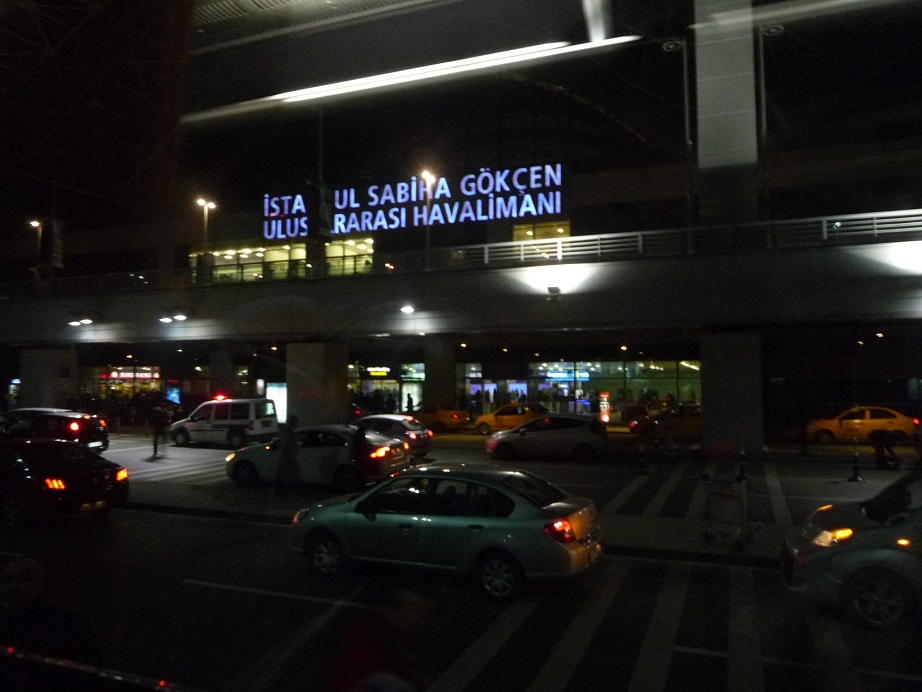 İSTA UL SABİHA GÖKÇEN
ULUS RARASI HAVALİMANI